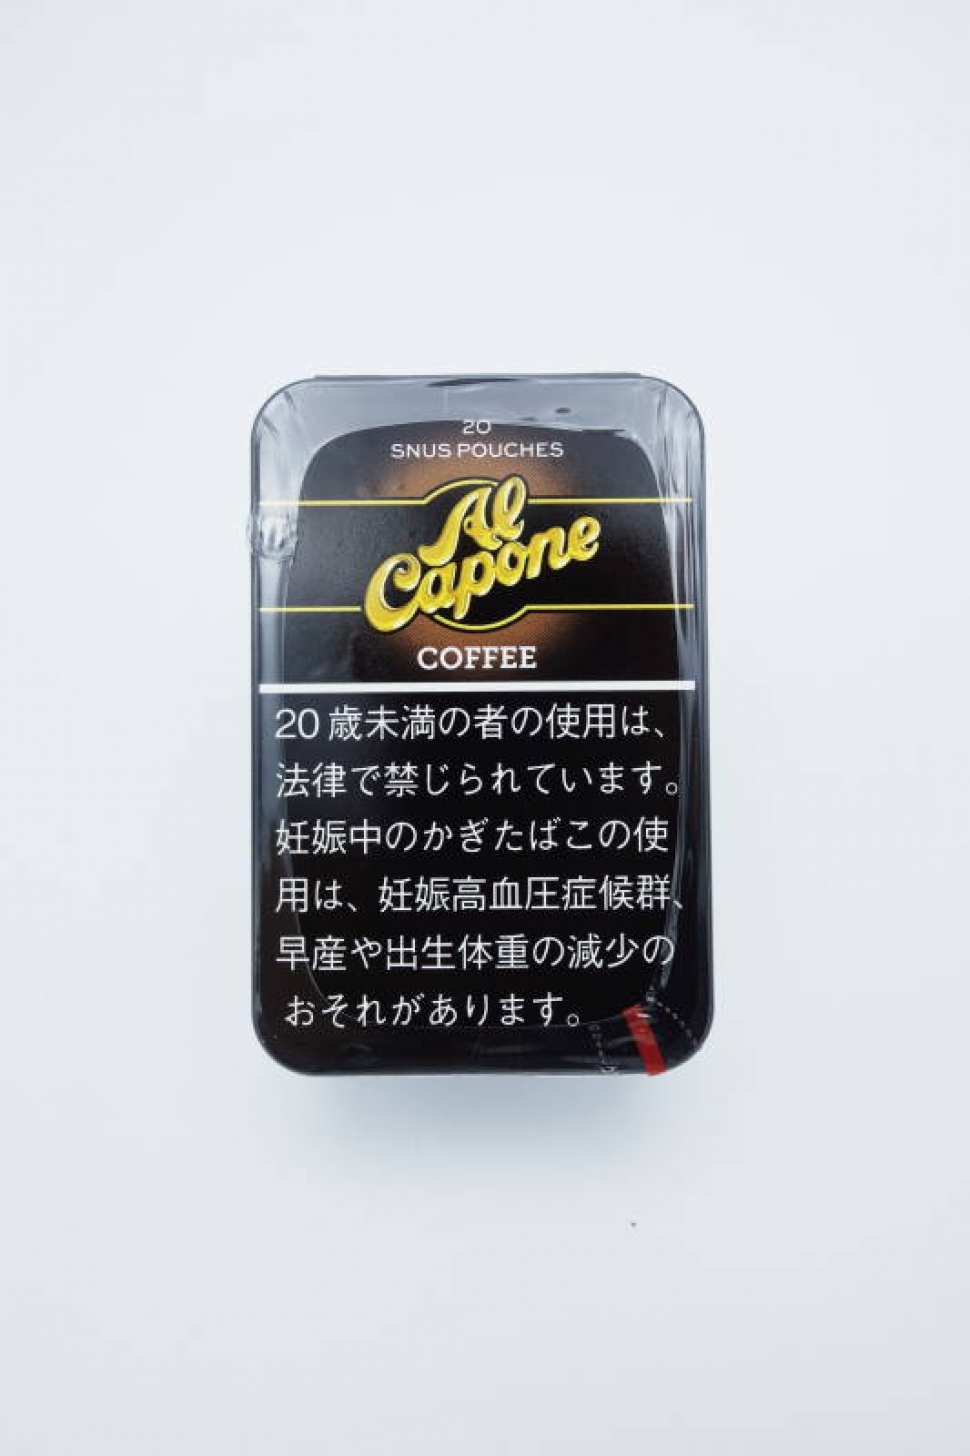 20
SNUS POUCHES
Al
Capone
COFFEE
20歳未満の者の使用は、
法律で禁じられています。
妊娠中のかぎたばこの使
用は、妊娠高血圧症候群、
早産や出生体重の減少の
おそれがあります。